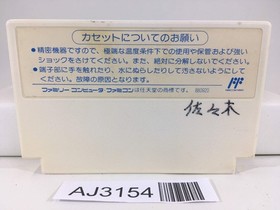 カセットについてのお願い
●精密機器ですので、極端な温度条件下での使用や保管および強い
ショックをさけてください。また、絶対に分解しないでください。
●端子部に手を触れたり、水にぬらしたりして汚さないようにして
ください。故障の原因となります。
ファミリーコンピュータ・ファミコンは任天堂の商標です。
佐々木
AJ3154